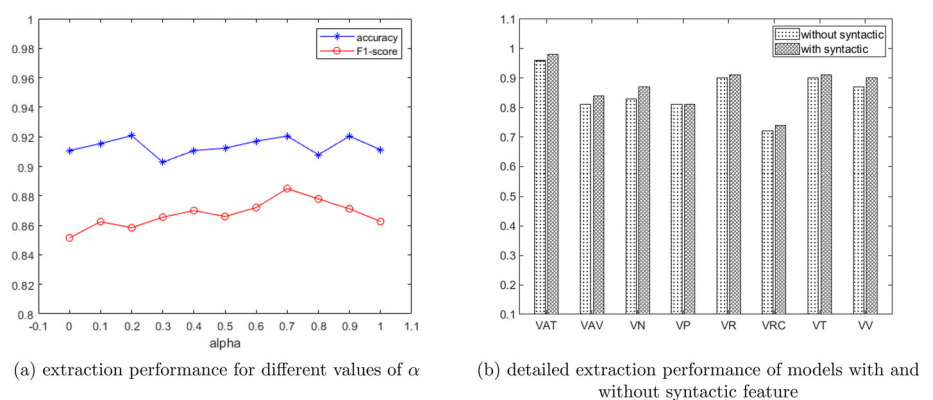 1
0.98
0.96
0.94
0.92
0.9
0.88
0.86
0.84
0.82
0.8
-0.1 0 0.1 0.2 0.3 0.4 0.5 0.6 0.7 0.8 0.9 1 1.1
alpha
accuracy
F1-score
(a) extraction performance for different values of α
1.1
1
0.9
0.8
0.7
0.6
0.5
0.4
0.3
0.2
0.1
VAT VAV VN VP VR VRC VT VV
without syntactic
with syntactic
(b) detailed extraction performance of models with and
without syntactic feature